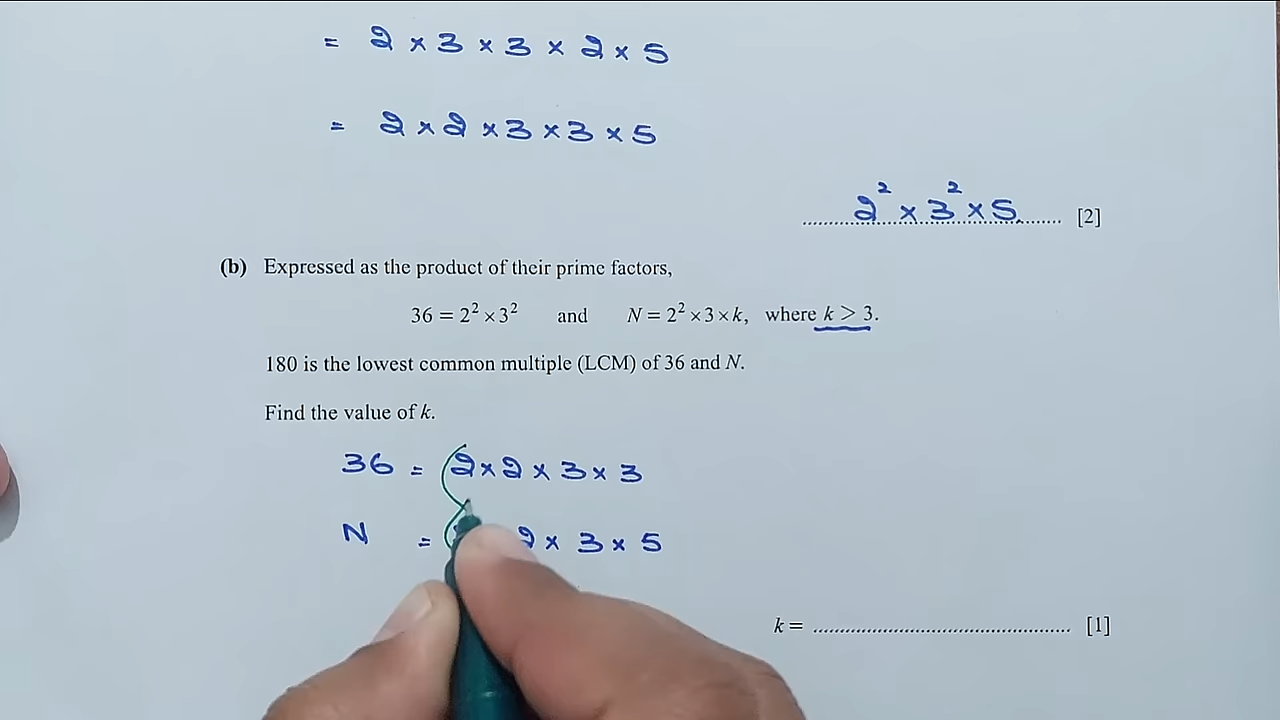 = 2 × 3 × 3 × 2 × 5
= 2 × 2 × 3 × 3 × 5
2² × 3² × 5 [2]
(b) Expressed as the product of their prime factors,
36 = 2² × 3² and N = 2² × 3 × k, where k > 3.
180 is the lowest common multiple (LCM) of 36 and N.
Find the value of k.
36 = 2 × 2 × 3 × 3
N = 2 × 3 × 5
k = .................................................. [1]